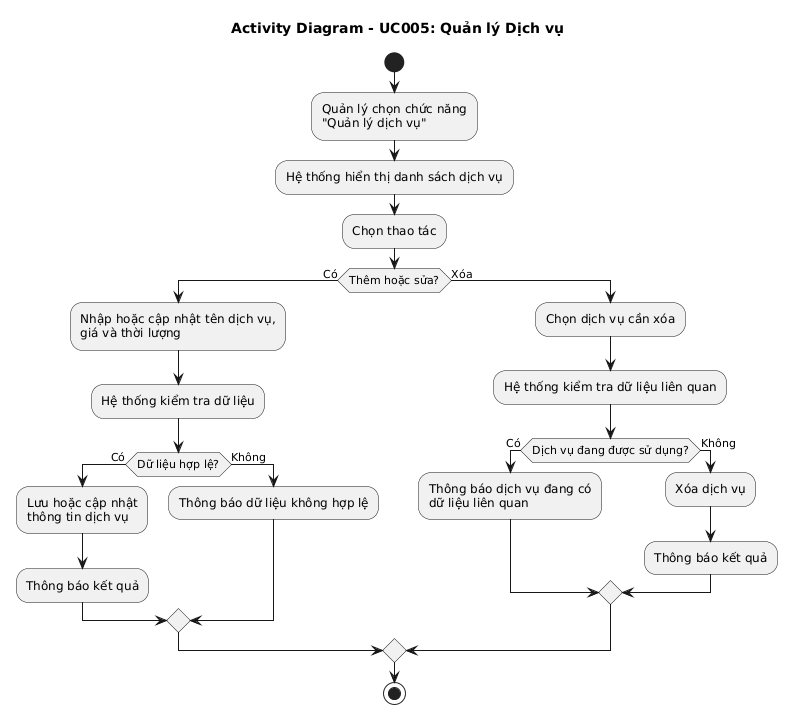 Activity Diagram - UC005: Quản lý Dịch vụ
Quản lý chọn chức năng
"Quản lý dịch vụ"
Hệ thống hiển thị danh sách dịch vụ
Chọn thao tác
Có
Thêm hoặc sửa?
Xóa
Nhập hoặc cập nhật tên dịch vụ,
giá và thời lượng
Hệ thống kiểm tra dữ liệu
Có
Dữ liệu hợp lệ?
Không
Lưu hoặc cập nhật
thông tin dịch vụ
Thông báo kết quả
Thông báo dữ liệu không hợp lệ
Chọn dịch vụ cần xóa
Hệ thống kiểm tra dữ liệu liên quan
Có
Dịch vụ đang được sử dụng?
Không
Thông báo dịch vụ đang có
dữ liệu liên quan
Xóa dịch vụ
Thông báo kết quả